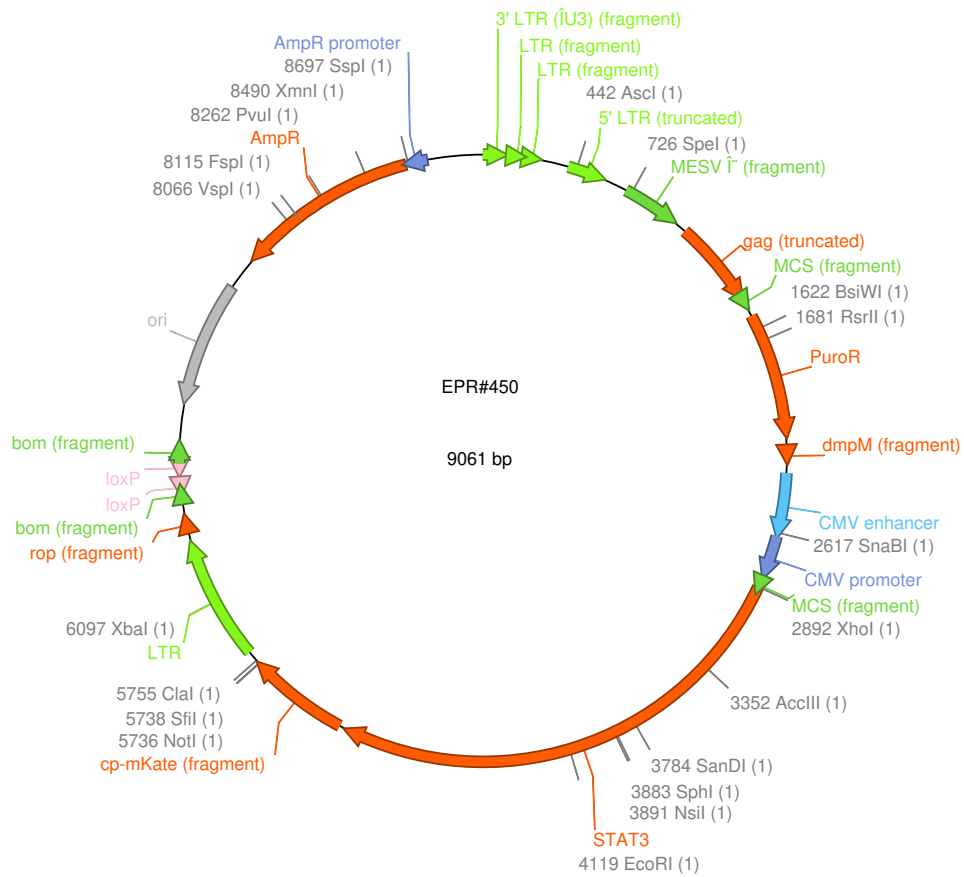 3' LTR (ÎU3) (fragment)
LTR (fragment)
LTR (fragment)
442 AscI (1)
5' LTR (truncated)
726 SpeI (1)
MESV Î¨ (fragment)
gag (truncated)
MCS (fragment)
1622 BsiWI (1)
1681 RsrII (1)
PuroR
dmpM (fragment)
CMV enhancer
2617 SnaBI (1)
CMV promoter
MCS (fragment)
2892 XhoI (1)
3352 AccIII (1)
3784 SanDI (1)
3883 SphI (1)
3891 NsiI (1)
STAT3
4119 EcoRI (1)
cp-mKate (fragment)
5736 NotI (1)
5738 SfiI (1)
5755 ClaI (1)
LTR
6097 XbaI (1)
rop (fragment)
bom (fragment)
loxP
loxP
bom (fragment)
ori
8066 VspI (1)
8115 FspI (1)
AmpR
8262 PvuI (1)
8490 XmnI (1)
8697 SspI (1)
AmpR promoter
EPR#450
9061 bp